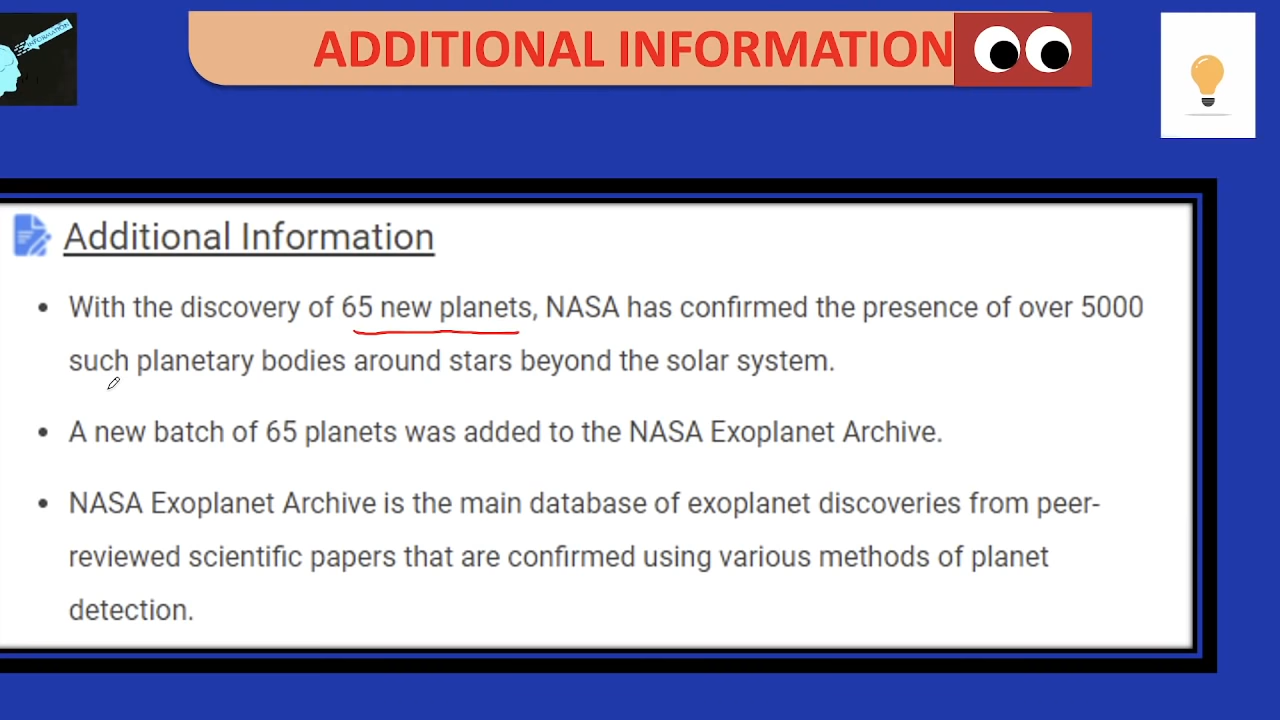 INFORMATION
ADDITIONAL INFORMATION
Additional Information
• With the discovery of 65 new planets, NASA has confirmed the presence of over 5000
such planetary bodies around stars beyond the solar system.
• A new batch of 65 planets was added to the NASA Exoplanet Archive.
• NASA Exoplanet Archive is the main database of exoplanet discoveries from peer-
reviewed scientific papers that are confirmed using various methods of planet
detection.